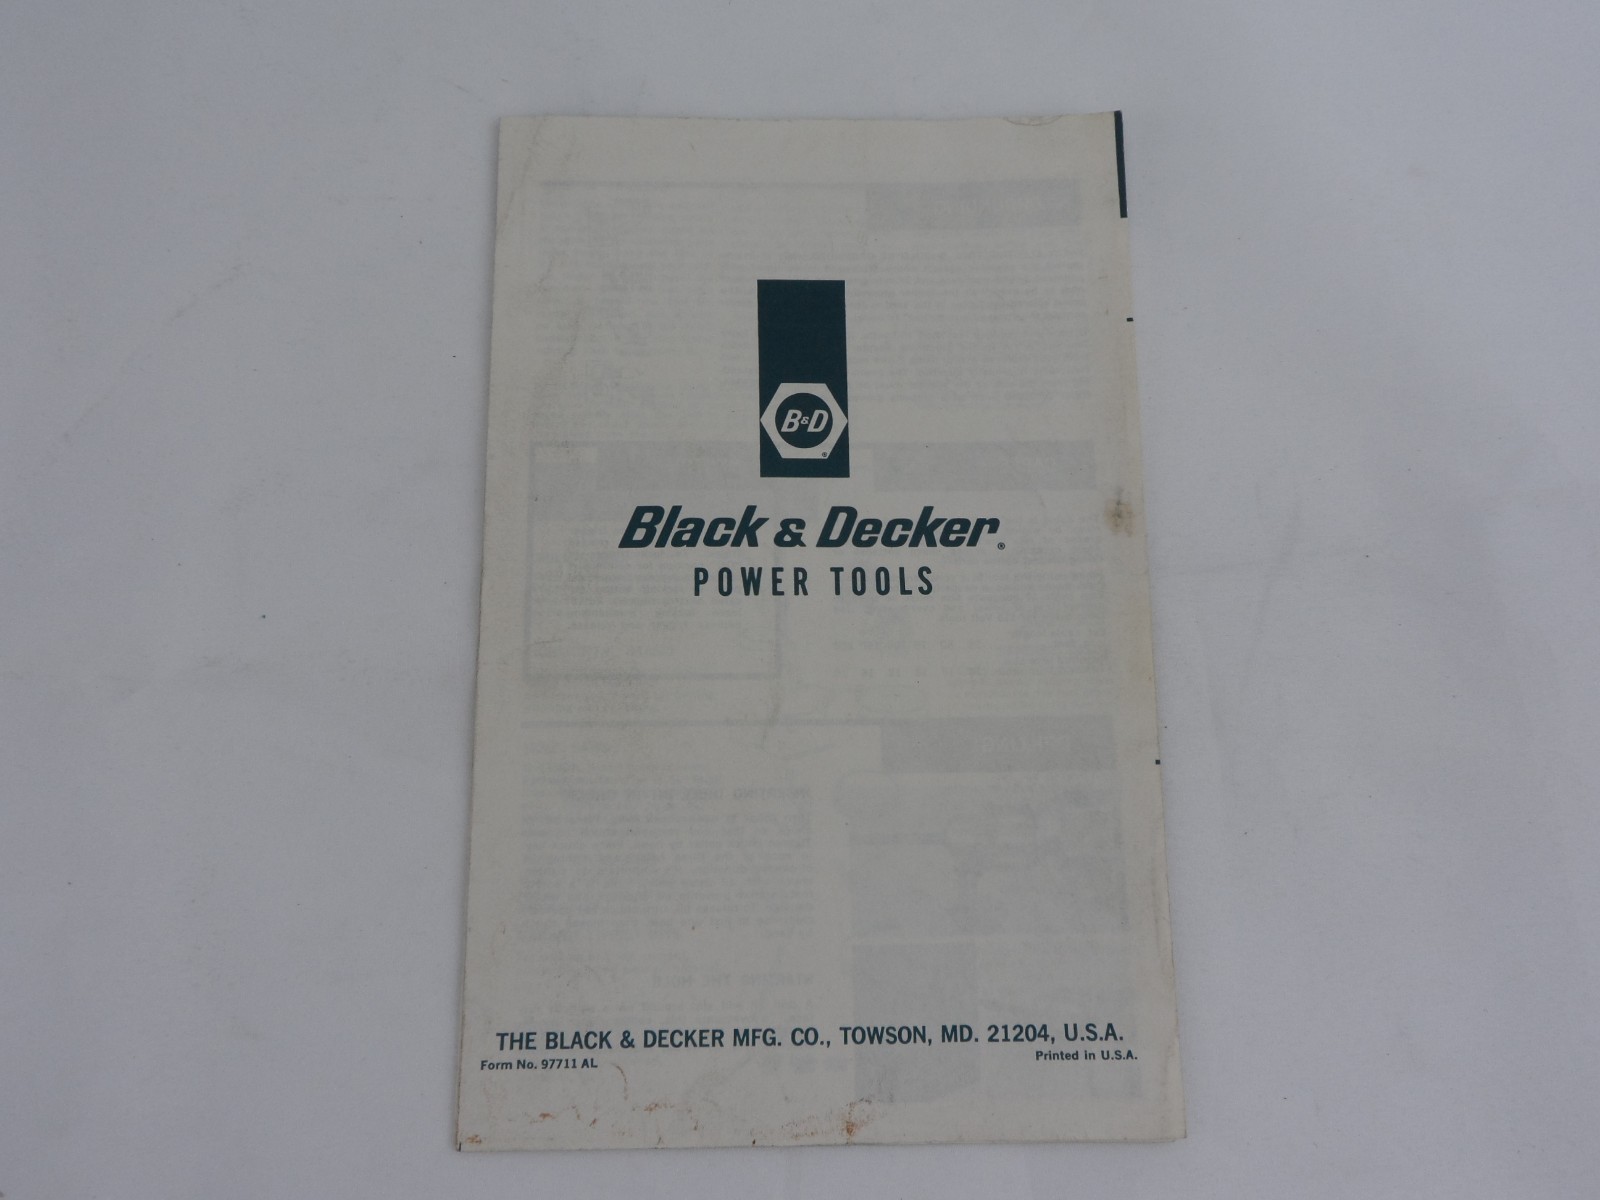 B&D
®
Black & Decker®
POWER TOOLS
THE BLACK & DECKER MFG. CO., TOWSON, MD. 21204, U.S.A.
Form No. 97711 AL
Printed in U.S.A.